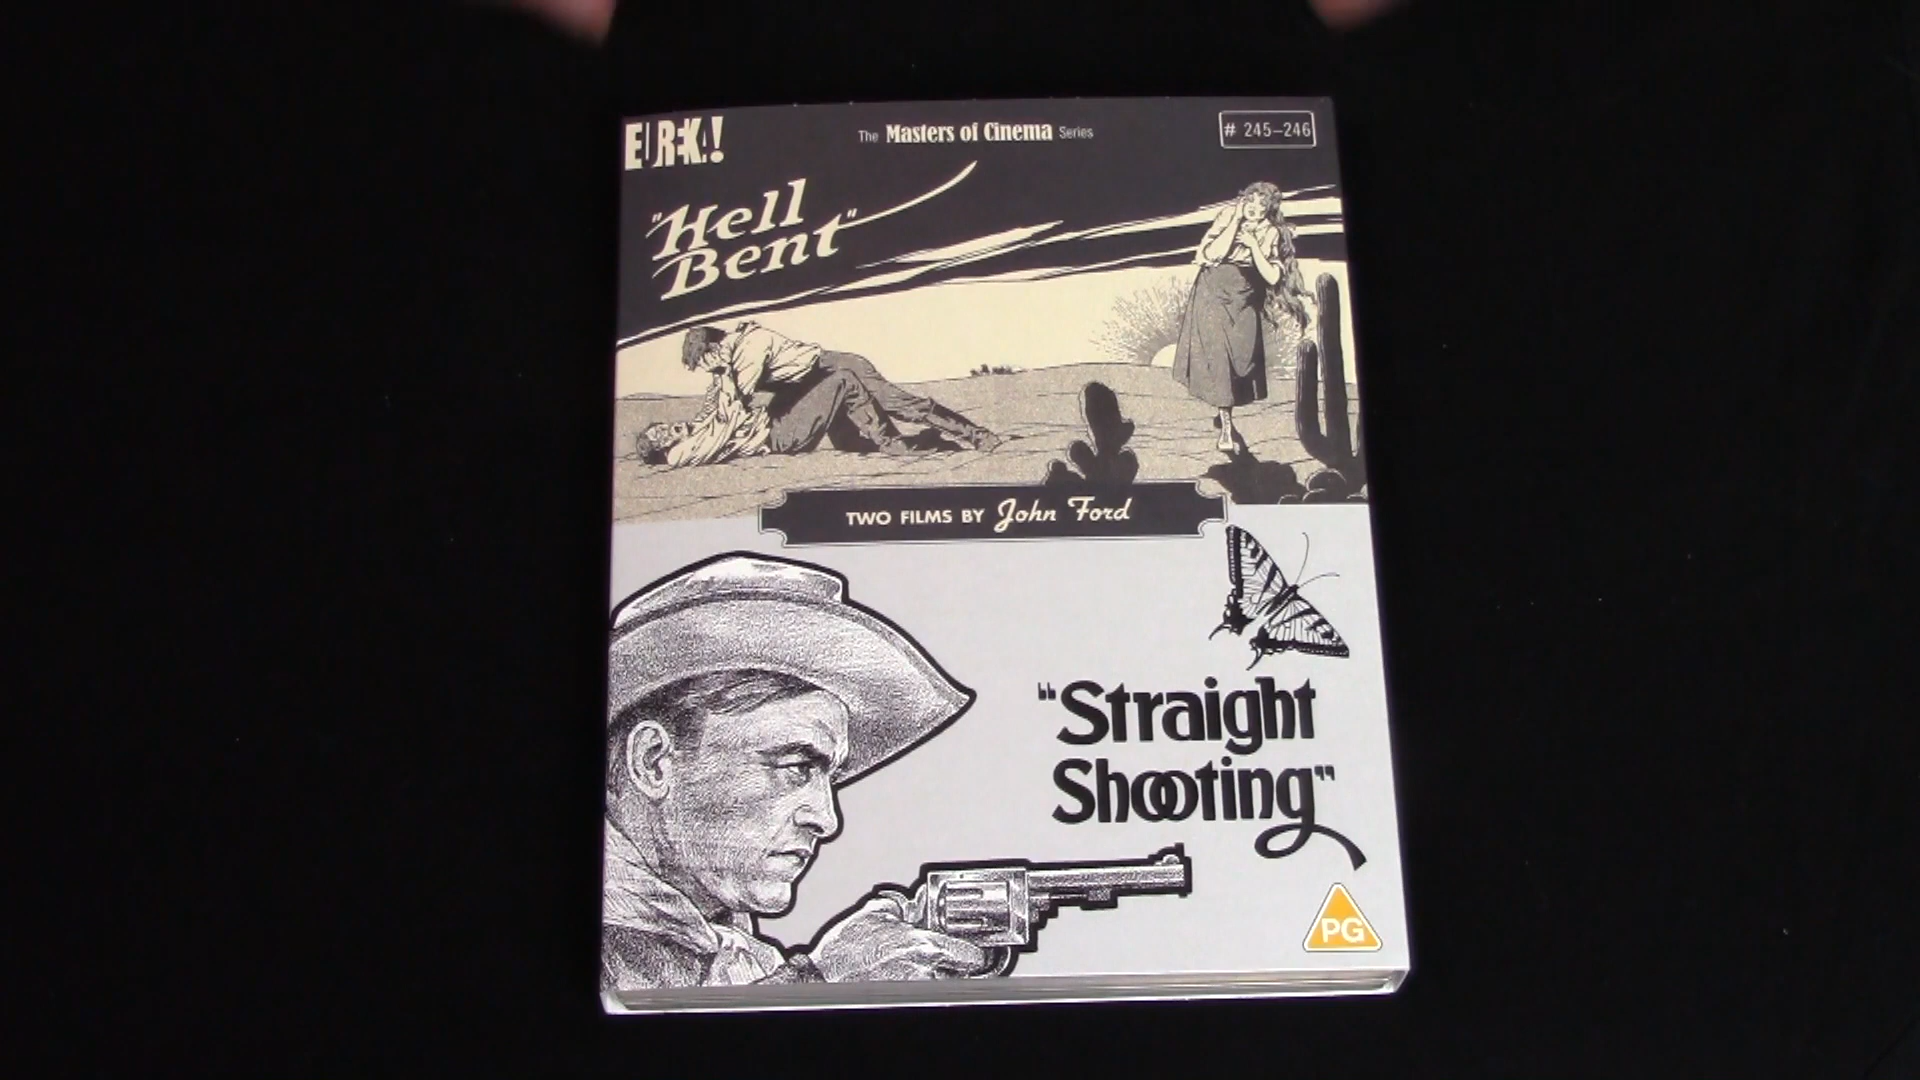 EUREKA!
The Masters of Cinema Series
# 245–246
"Hell
Bent"
TWO FILMS BY John Ford
"Straight
Shooting"
PG